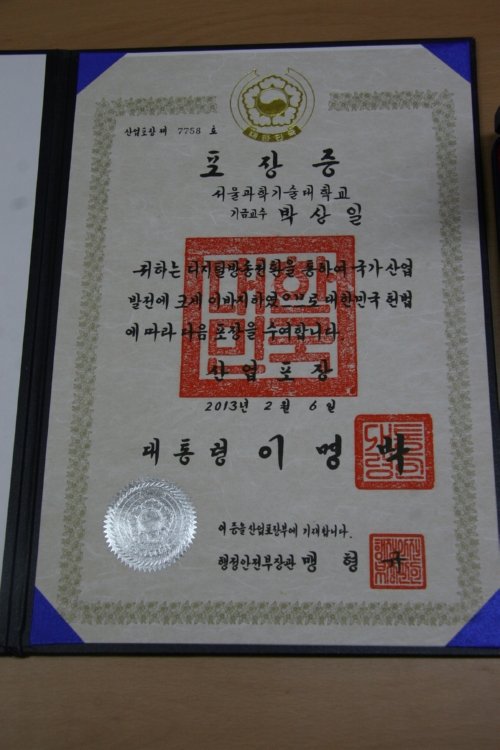 대한민국
산업포장 제 7758 호
포장증
서울과학기술대학교
기금교수 박상일
귀하는 디지털방송전환을 통하여 국가산업
발전에 크게 이바지하였으므로 대한민국 헌법
에 따라 다음 포장을 수여합니다.
산업포장
2013년 2월 6일
대통령 이명박
이 증을 산업포장부에 기재합니다.
행정안전부장관 맹형규